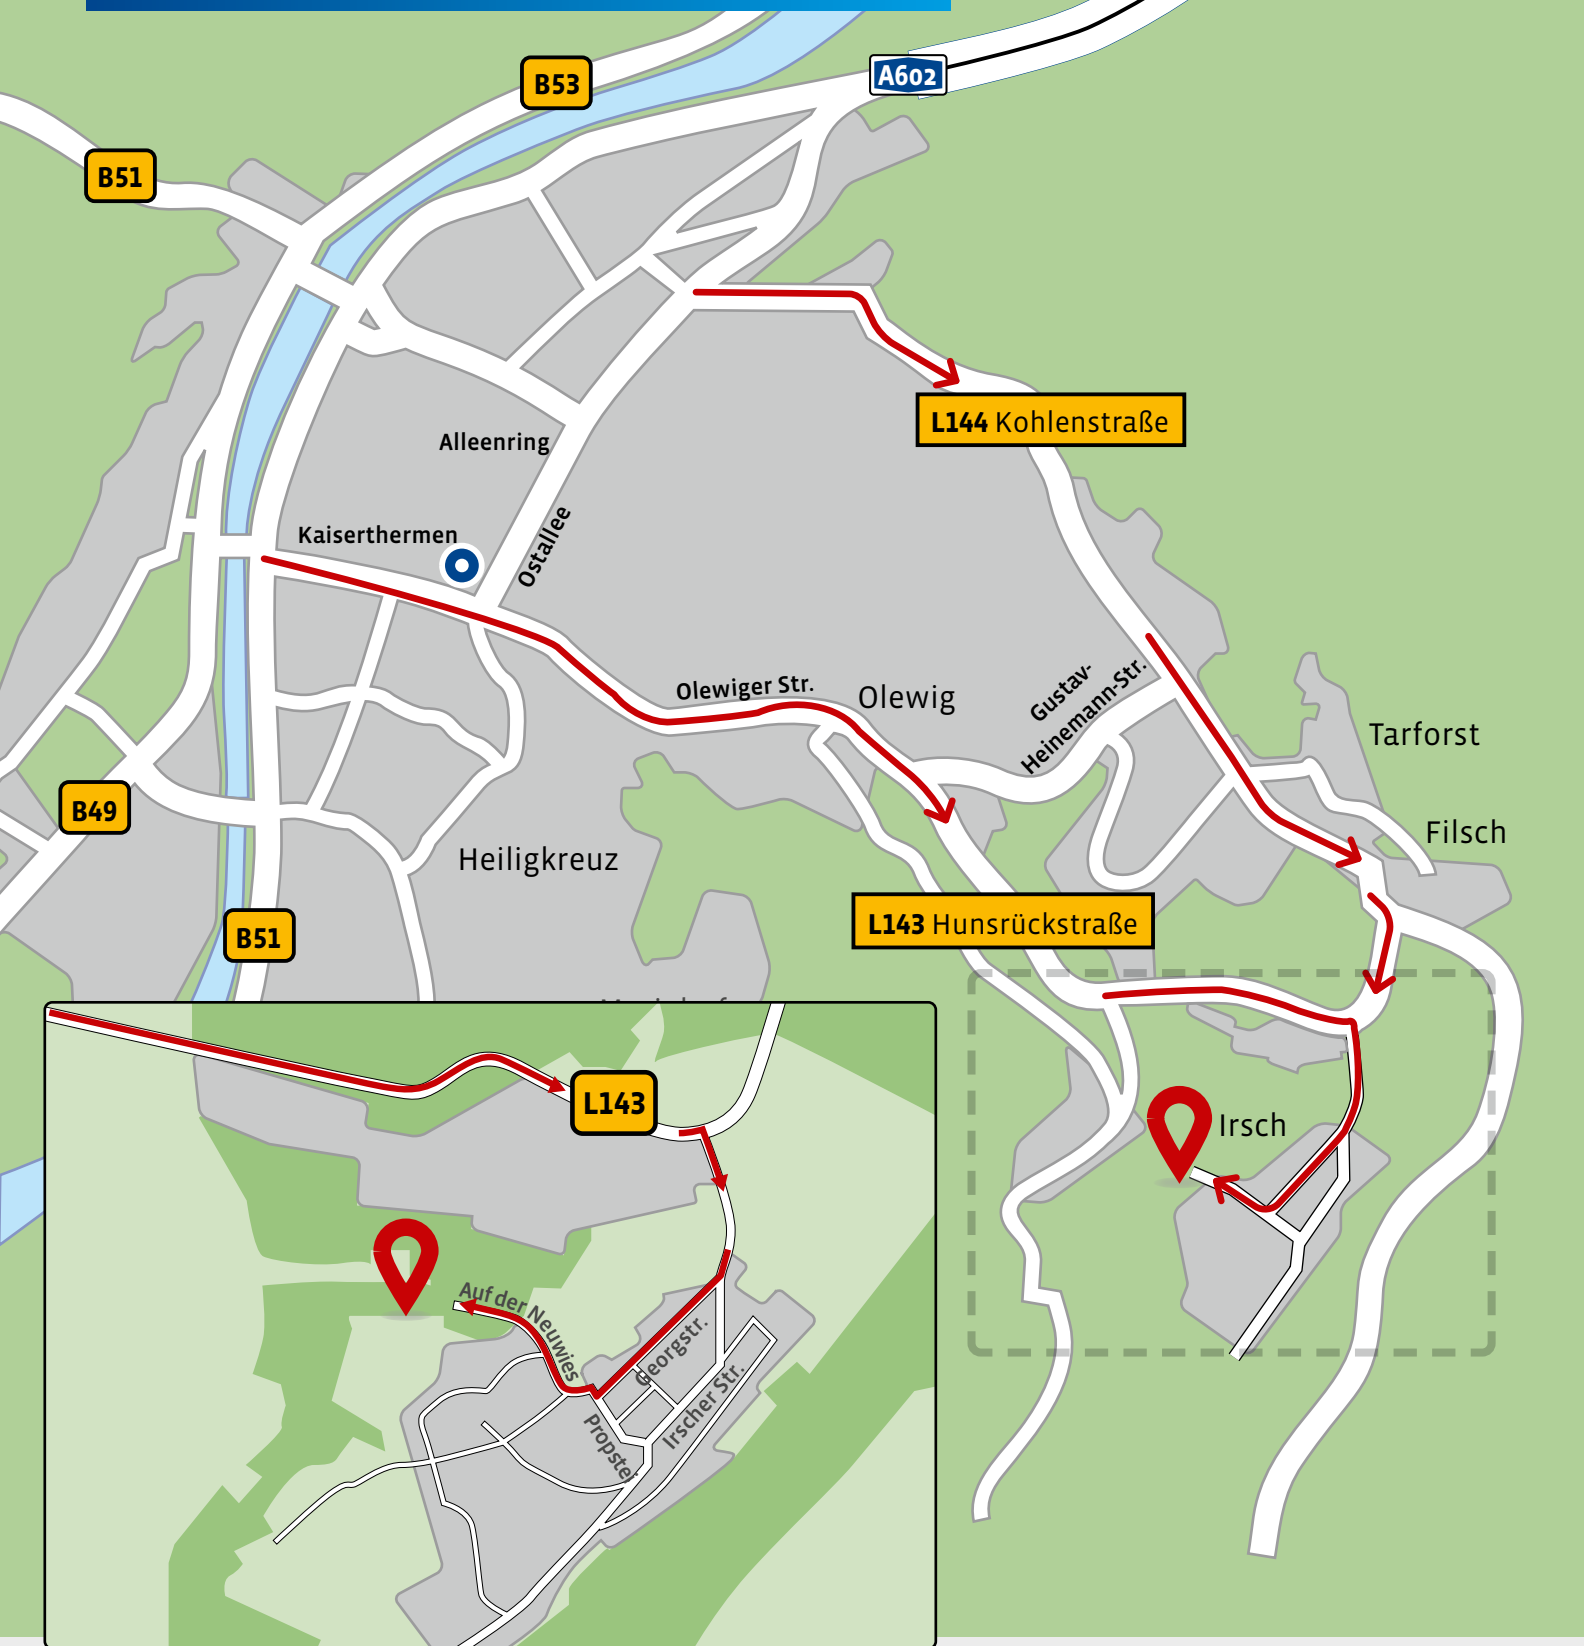 B53
A602
B51
L144 Kohlenstraße
Alleenring
Ostallee
Kaiserthermen
Olewiger Str.
Olewig
Gustav-
Heinemann-Str.
Tarforst
Filsch
B49
Heiligkreuz
L143 Hunsrückstraße
B51
L143
Irsch
Auf der Neuwies
Georgstr.
Irscher Str.
Propstei